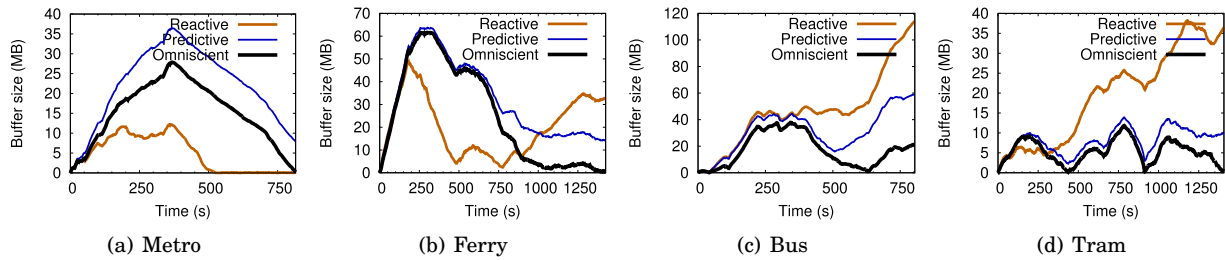 Buffer size (MB)
40
35
30
25
20
15
10
5
0
Reactive
Predictive
Omniscient
0
250
500
750
Time (s)
(a) Metro
Buffer size (MB)
70
60
50
40
30
20
10
0
Reactive
Predictive
Omniscient
0
250
500
750
1000
1250
Time (s)
(b) Ferry
Buffer size (MB)
120
100
80
60
40
20
0
Reactive
Predictive
Omniscient
0
250
500
750
Time (s)
(c) Bus
Buffer size (MB)
40
35
30
25
20
15
10
5
0
Reactive
Predictive
Omniscient
0
250
500
750
1000
1250
Time (s)
(d) Tram